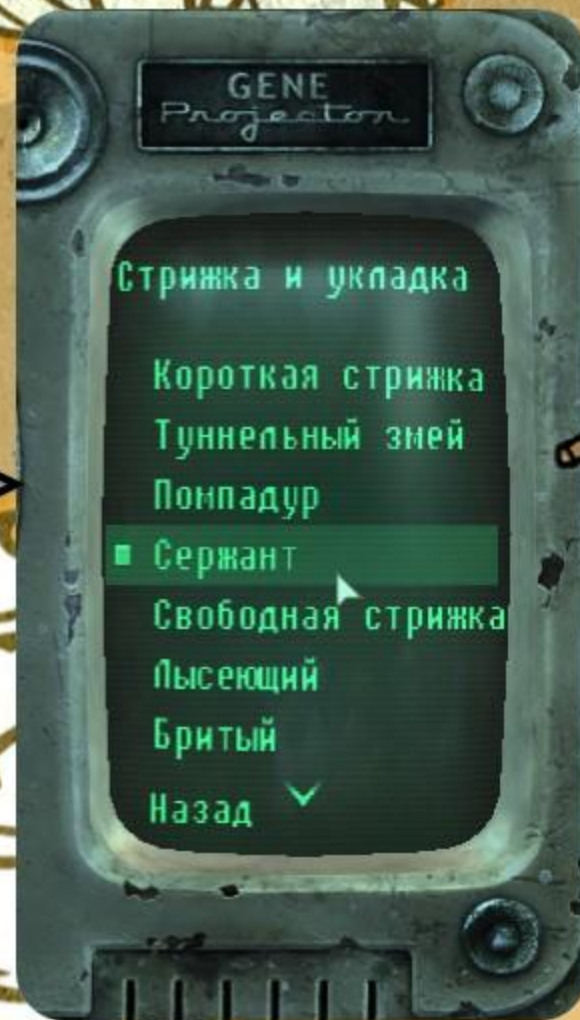 GENE
Projector
Стрижка и укладка
Короткая стрижка
Туннельный змей
Помпадур
Сержант
Свободная стрижка
Лысеющий
Бритый
Назад